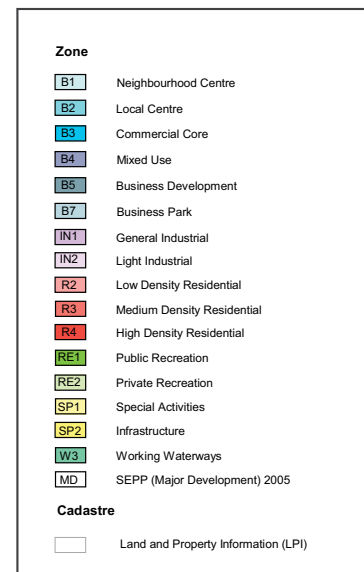 Zone
B1 Neighbourhood Centre
B2 Local Centre
B3 Commercial Core
B4 Mixed Use
B5 Business Development
B7 Business Park
IN1 General Industrial
IN2 Light Industrial
R2 Low Density Residential
R3 Medium Density Residential
R4 High Density Residential
RE1 Public Recreation
RE2 Private Recreation
SP1 Special Activities
SP2 Infrastructure
W3 Working Waterways
MD SEPP (Major Development) 2005
Cadastre
Land and Property Information (LPI)